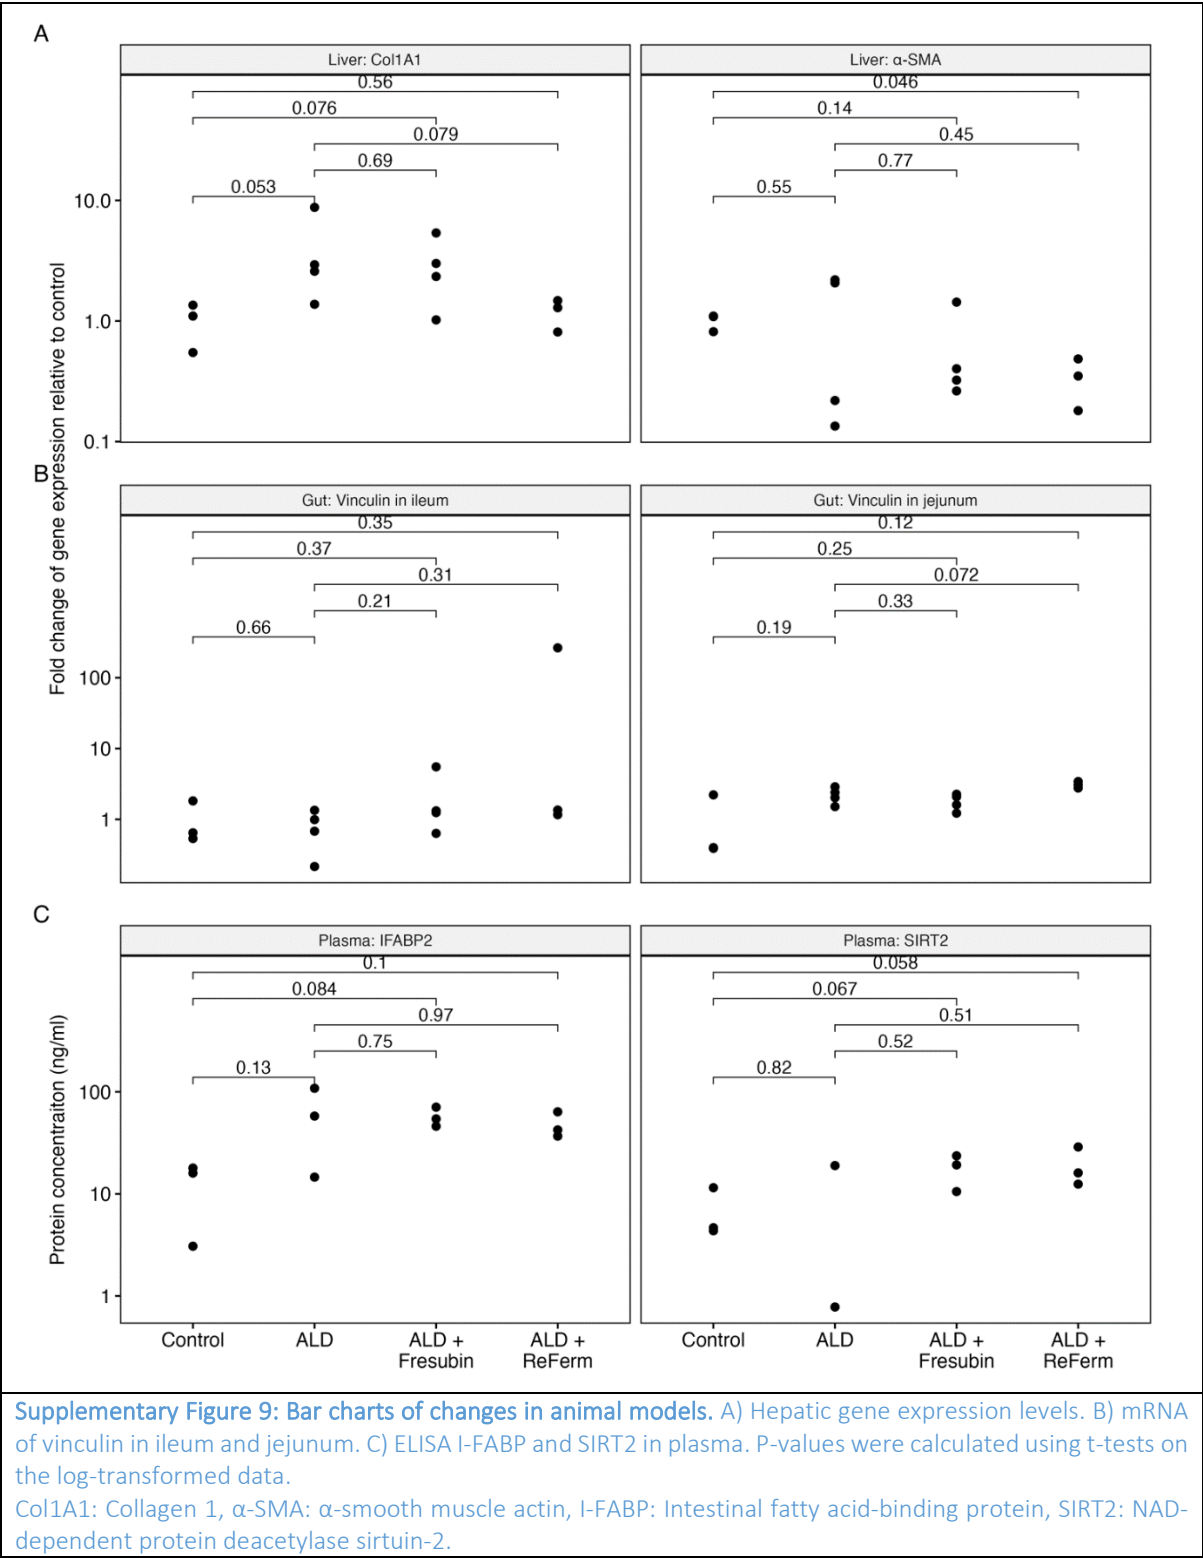 A
Liver: Col1A1
Liver: α-SMA
0.56
0.076
0.079
0.69
0.053
0.046
0.14
0.45
0.77
0.55
10.0
1.0
0.1
Fold change of gene expression relative to control
B
Gut: Vinculin in ileum
Gut: Vinculin in jejunum
0.35
0.37
0.31
0.21
0.66
0.12
0.25
0.072
0.33
0.19
100
10
1
C
Plasma: IFABP2
Plasma: SIRT2
0.1
0.084
0.97
0.75
0.13
0.058
0.067
0.51
0.52
0.82
100
10
1
Protein concentraiton (ng/ml)
Control
ALD
ALD +
Fresubin
ALD +
ReFerm
Control
ALD
ALD +
Fresubin
ALD +
ReFerm
Supplementary Figure 9: Bar charts of changes in animal models. A) Hepatic gene expression levels. B) mRNA
of vinculin in ileum and jejunum. C) ELISA I-FABP and SIRT2 in plasma. P-values were calculated using t-tests on
the log-transformed data.
Col1A1: Collagen 1, α-SMA: α-smooth muscle actin, I-FABP: Intestinal fatty acid-binding protein, SIRT2: NAD-
dependent protein deacetylase sirtuin-2.